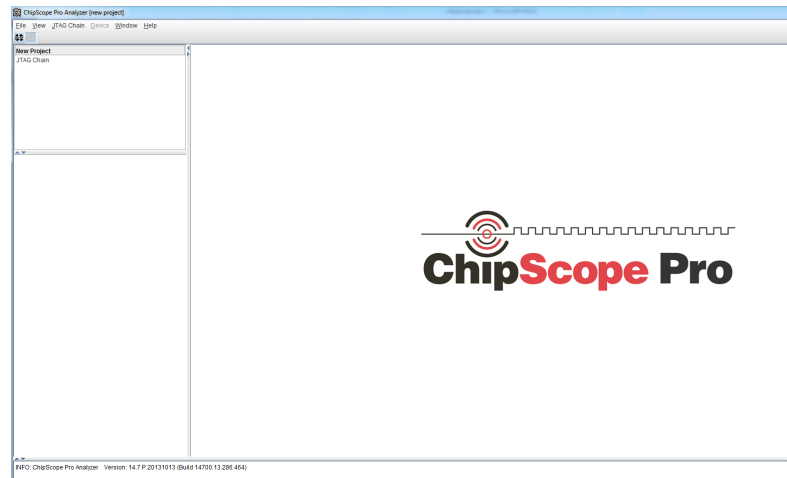 ChipScope Pro Analyzer [new project]
File View JTAG Chain Device Window Help
New Project
JTAG Chain
ChipScope Pro
INFO: ChipScope Pro Analyzer Version: 14.7 P.20131013 (Build 14700.13.286.464)